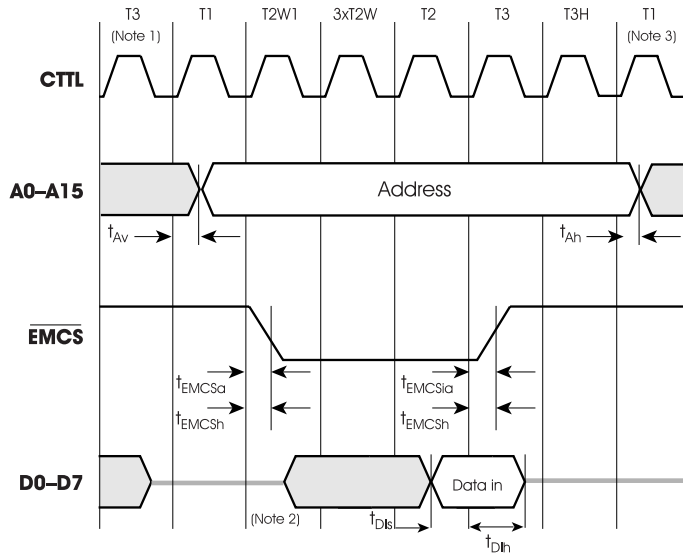 T3 T1 T2W1 3xT2W T2 T3 T3H T1
(Note 1) (Note 3)
CTTL
A0–A15 Address
tAv tAh
EMCS
tEMCSa tEMCSia
tEMCSh tEMCSh
D0–D7 Data in
(Note 2) tDIs
tDIh